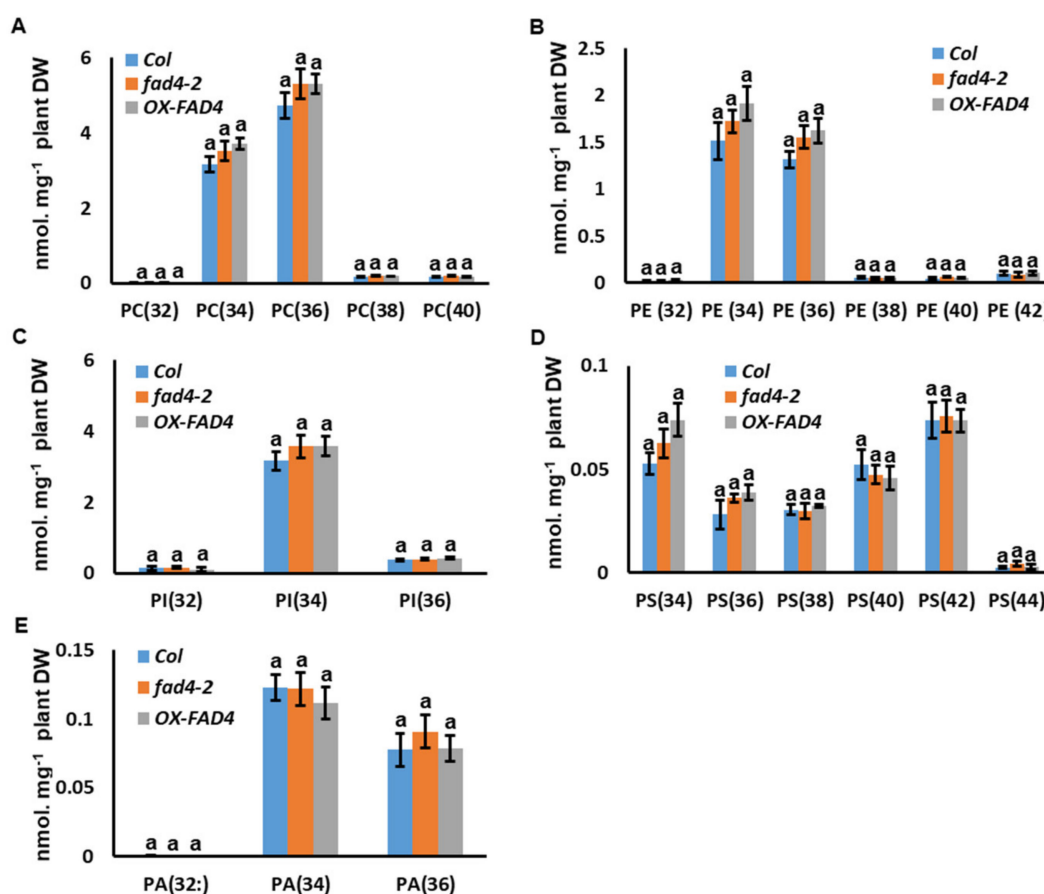 A
nmol. mg⁻¹ plant DW
6
4
2
0
Col
fad4-2
OX-FAD4
a a a
a a a
a a a
a a a
a a a
PC(32) PC(34) PC(36) PC(38) PC(40)
B
nmol. mg⁻¹ plant DW
2.5
2
1.5
1
0.5
0
Col
fad4-2
OX-FAD4
a a a
a a a
a a a
a a a
a a a
a a a
PE (32) PE (34) PE (36) PE (38) PE (40) PE (42)
C
nmol. mg⁻¹ plant DW
6
4
2
0
Col
fad4-2
OX-FAD4
a a a
a a a
a a a
PI(32) PI(34) PI(36)
D
nmol. mg⁻¹ plant DW
0.1
0.05
0
Col
fad4-2
OX-FAD4
a a a
a a a
a a a
a a a
a a a
a a a
PS(34) PS(36) PS(38) PS(40) PS(42) PS(44)
E
nmol. mg⁻¹ plant DW
0.15
0.1
0.05
0
Col
fad4-2
OX-FAD4
a a a
a a a
a a a
PA(32:) PA(34) PA(36)